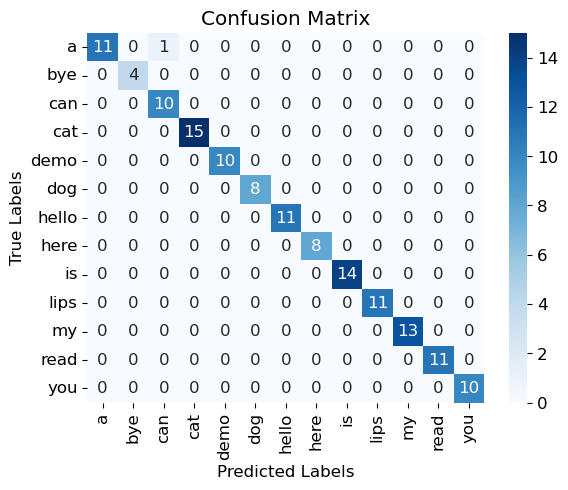 Confusion Matrix
True Labels
a 11 0 1 0 0 0 0 0 0 0 0 0 0
bye 0 4 0 0 0 0 0 0 0 0 0 0 0
can 0 0 10 0 0 0 0 0 0 0 0 0 0
cat 0 0 0 15 0 0 0 0 0 0 0 0 0
demo 0 0 0 0 10 0 0 0 0 0 0 0 0
dog 0 0 0 0 0 8 0 0 0 0 0 0 0
hello 0 0 0 0 0 0 11 0 0 0 0 0 0
here 0 0 0 0 0 0 0 8 0 0 0 0 0
is 0 0 0 0 0 0 0 0 14 0 0 0 0
lips 0 0 0 0 0 0 0 0 0 11 0 0 0
my 0 0 0 0 0 0 0 0 0 0 13 0 0
read 0 0 0 0 0 0 0 0 0 0 0 11 0
you 0 0 0 0 0 0 0 0 0 0 0 0 10
a bye can cat demo dog hello here is lips my read you
Predicted Labels
14
12
10
8
6
4
2
0